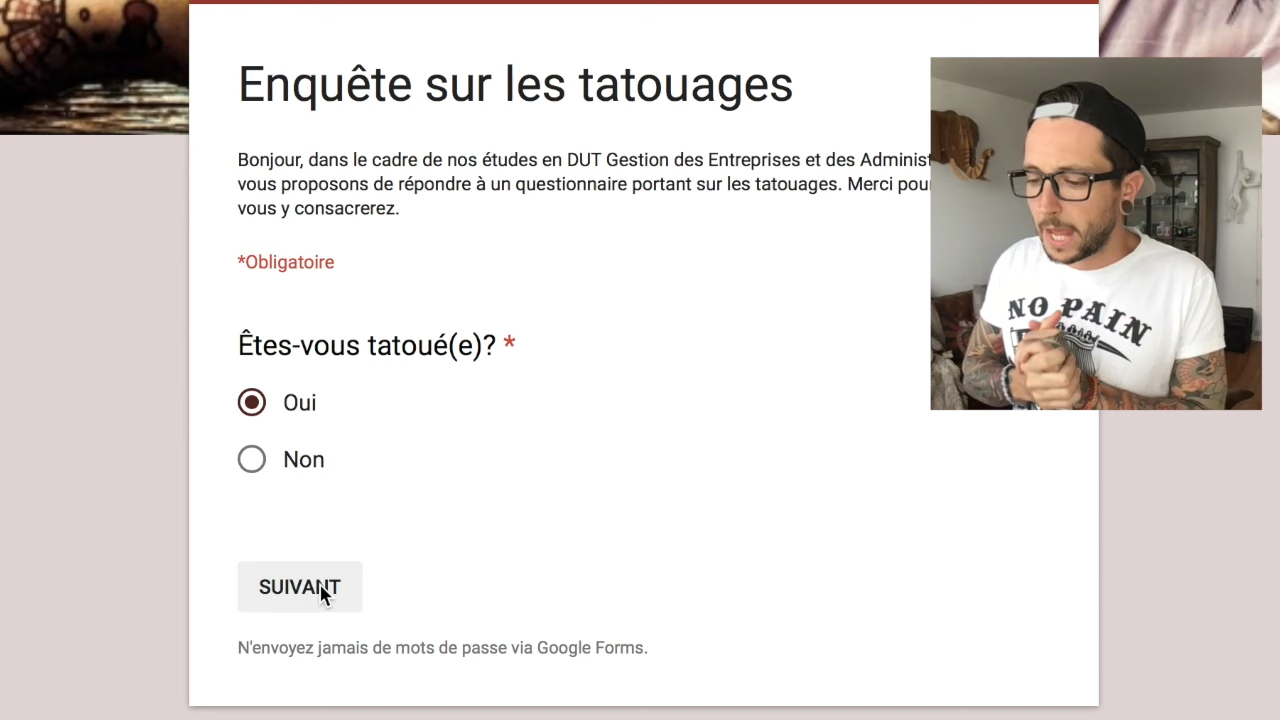 Enquête sur les tatouages
Bonjour, dans le cadre de nos études en DUT Gestion des Entreprises et des
vous proposons de répondre à un questionnaire portant sur les tatouages. Merci
vous y consacrerez.
*Obligatoire
Êtes-vous tatoué(e)? *
Oui
Non
SUIVANT
N'envoyez jamais de mots de passe via Google Forms.
NO PAIN